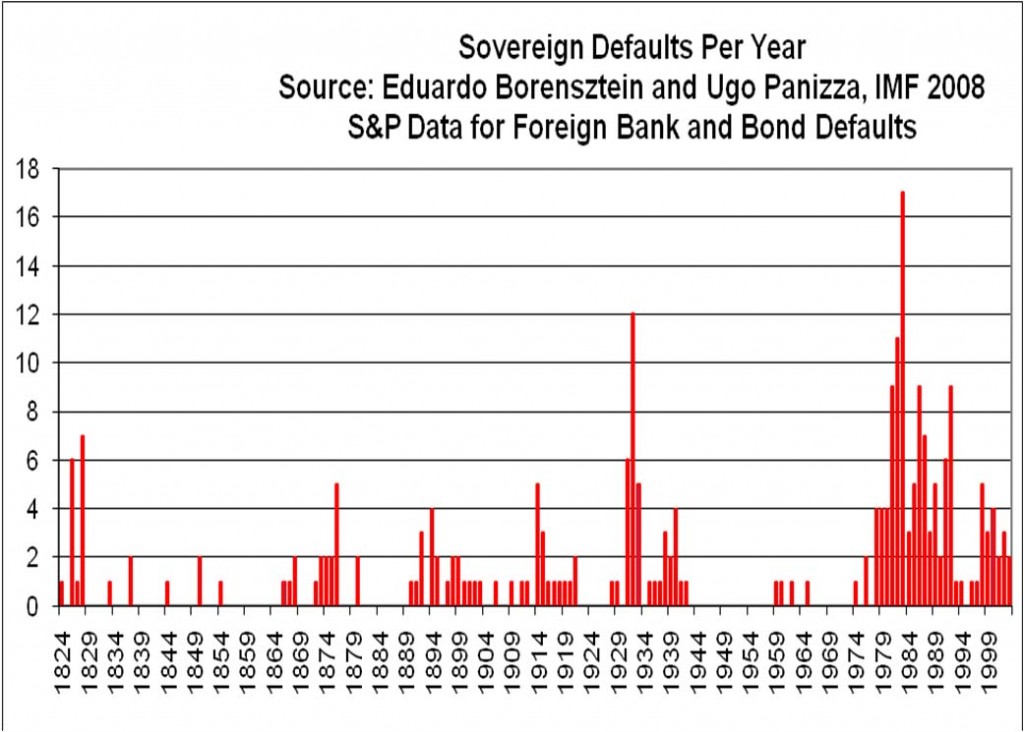 Sovereign Defaults Per Year
Source: Eduardo Borensztein and Ugo Panizza, IMF 2008
S&P Data for Foreign Bank and Bond Defaults
18
16
14
12
10
8
6
4
2
0
1824 1829 1834 1839 1844 1849 1854 1859 1864 1869 1874 1879 1884 1889 1894 1899 1904 1909 1914 1919 1924 1929 1934 1939 1944 1949 1954 1959 1964 1969 1974 1979 1984 1989 1994 1999